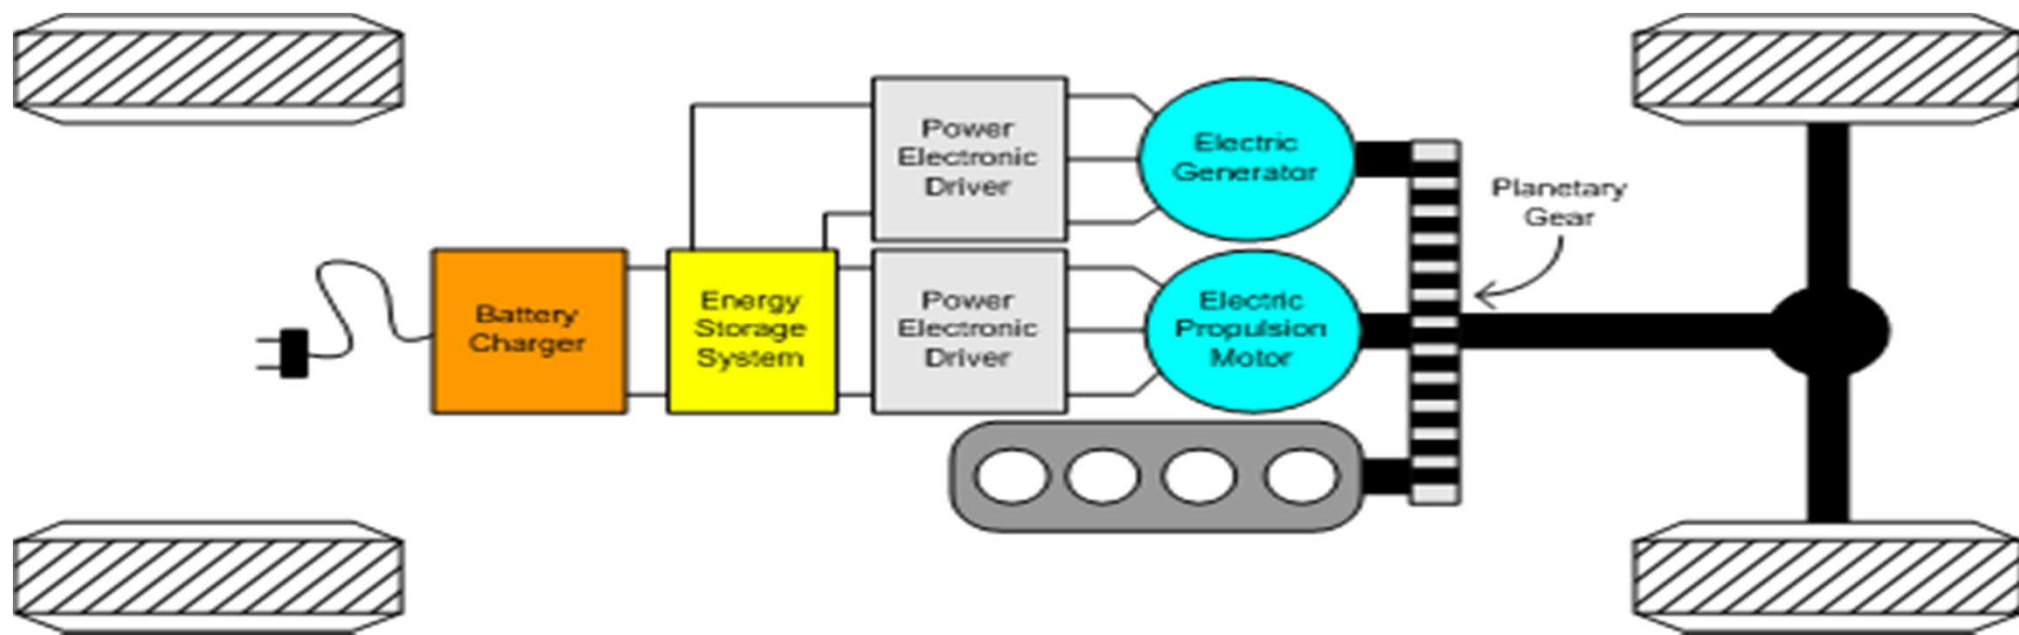 Power
Electronic
Driver
Electric
Generator
Planetary
Gear
Battery
Charger
Energy
Storage
System
Power
Electronic
Driver
Electric
Propulsion
Motor